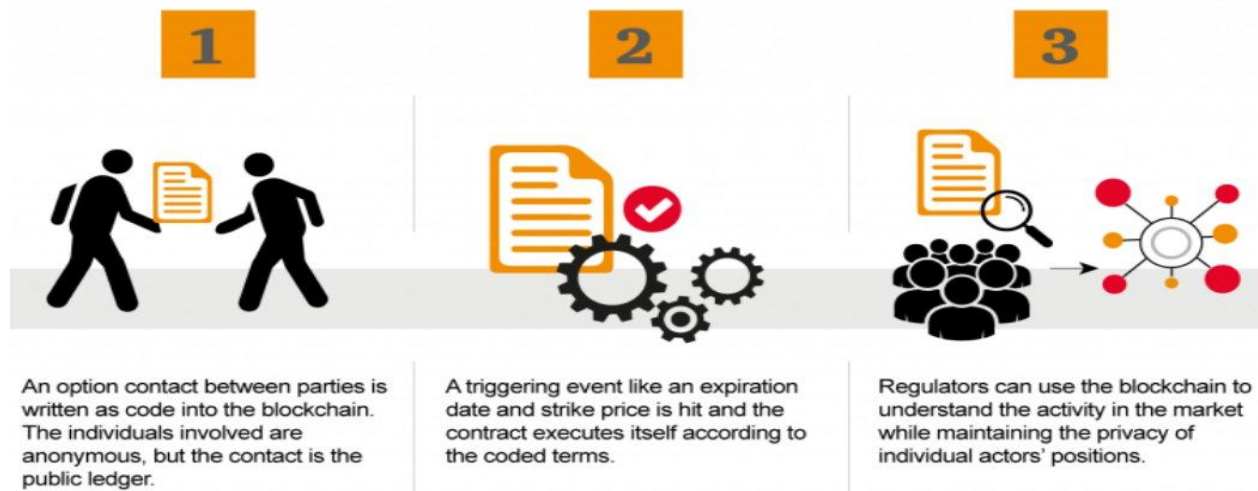 1
2
3
An option contact between parties is
written as code into the blockchain.
The individuals involved are
anonymous, but the contact is the
public ledger.
A triggering event like an expiration
date and strike price is hit and the
contract executes itself according to
the coded terms.
Regulators can use the blockchain to
understand the activity in the market
while maintaining the privacy of
individual actors' positions.